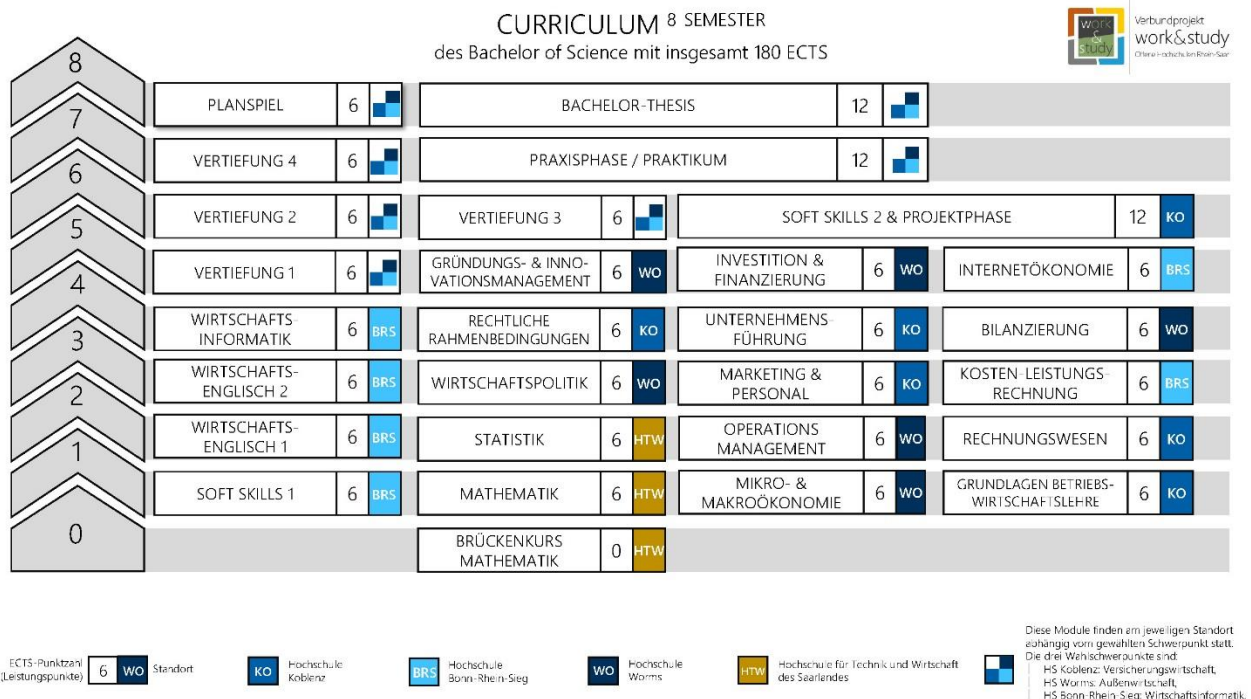 CURRICULUM 8 SEMESTER
des Bachelor of Science mit insgesamt 180 ECTS
work & study
Verbundprojekt
work&study
Offene Hochschulen Rhein-Saar
8
PLANSPIEL 6
BACHELOR-THESIS 12
7
VERTIEFUNG 4 6
PRAXISPHASE / PRAKTIKUM 12
6
VERTIEFUNG 2 6
VERTIEFUNG 3 6
SOFT SKILLS 2 & PROJEKTPHASE 12 KO
5
VERTIEFUNG 1 6
GRÜNDUNGS- & INNO-
VATIONSMANAGEMENT 6 WO
INVESTITION &
FINANZIERUNG 6 WO
INTERNETÖKONOMIE 6 BRS
4
WIRTSCHAFTS-
INFORMATIK 6 BRS
RECHTLICHE
RAHMENBEDINGUNGEN 6 KO
UNTERNEHMENS-
FÜHRUNG 6 KO
BILANZIERUNG 6 WO
3
WIRTSCHAFTS-
ENGLISCH 2 6 BRS
WIRTSCHAFTSPOLITIK 6 WO
MARKETING &
PERSONAL 6 KO
KOSTEN-LEISTUNGS-
RECHNUNG 6 BRS
2
WIRTSCHAFTS-
ENGLISCH 1 6 BRS
STATISTIK 6 HTW
OPERATIONS
MANAGEMENT 6 WO
RECHNUNGSWESEN 6 KO
1
SOFT SKILLS 1 6 BRS
MATHEMATIK 6 HTW
MIKRO- &
MAKROÖKONOMIE 6 WO
GRUNDLAGEN BETRIEBS-
WIRTSCHAFTSLEHRE 6 KO
0
BRÜCKENKURS
MATHEMATIK 0 HTW
ECTS-Punktzahl
(Leistungspunkte) 6 WO Standort
KO Hochschule
Koblenz
BRS Hochschule
Bonn-Rhein-Sieg
WO Hochschule
Worms
HTW Hochschule für Technik und Wirtschaft
des Saarlandes
Diese Module finden am jeweiligen Standort
abhängig vom gewählten Schwerpunkt statt.
Die drei Wahlschwerpunkte sind:
HS Koblenz: Versicherungswirtschaft,
HS Worms: Außenwirtschaft,
HS Bonn-Rhein-Sieg: Wirtschaftsinformatik.